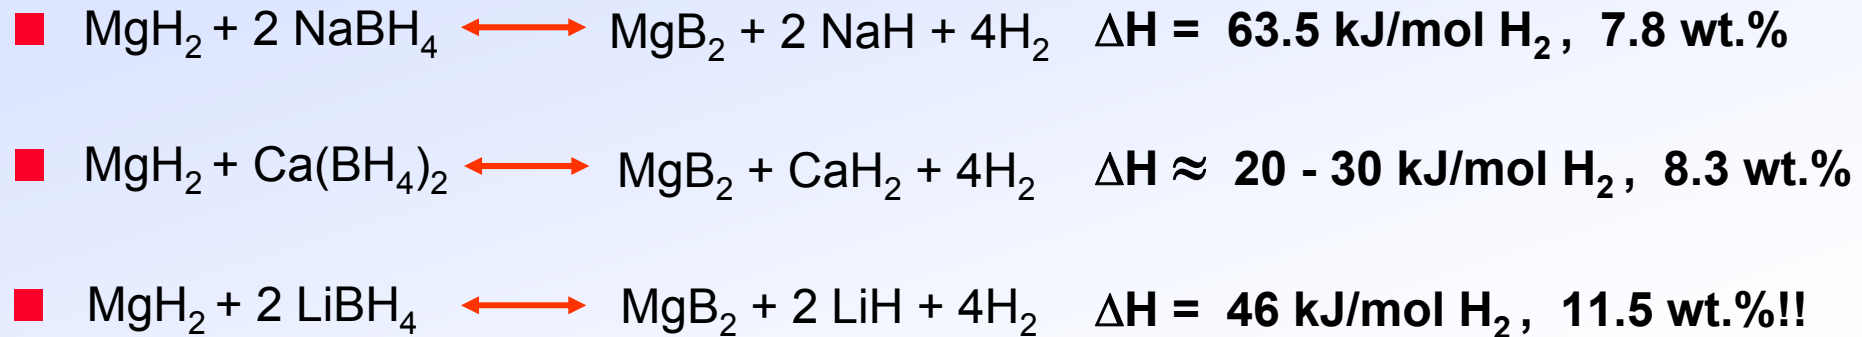 MgH₂ + 2 NaBH₄ ⟷ MgB₂ + 2 NaH + 4H₂ ΔH = 63.5 kJ/mol H₂ , 7.8 wt.%
MgH₂ + Ca(BH₄)₂ ⟷ MgB₂ + CaH₂ + 4H₂ ΔH ≈ 20 - 30 kJ/mol H₂ , 8.3 wt.%
MgH₂ + 2 LiBH₄ ⟷ MgB₂ + 2 LiH + 4H₂ ΔH = 46 kJ/mol H₂ , 11.5 wt.%!!